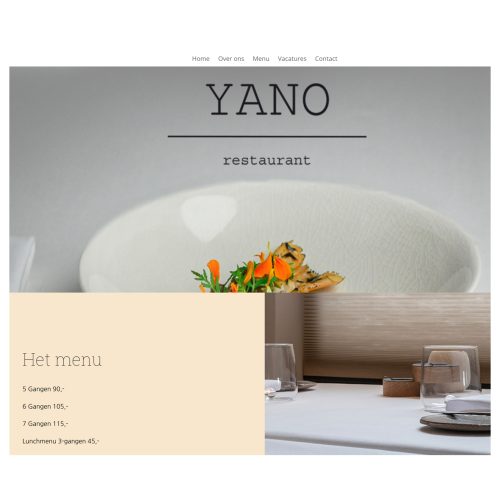 Home Over ons Menu Vacatures Contact
YANO
restaurant
Het menu
5 Gangen 90,-
6 Gangen 105,-
7 Gangen 115,-
Lunchmenu 3-gangen 45,-